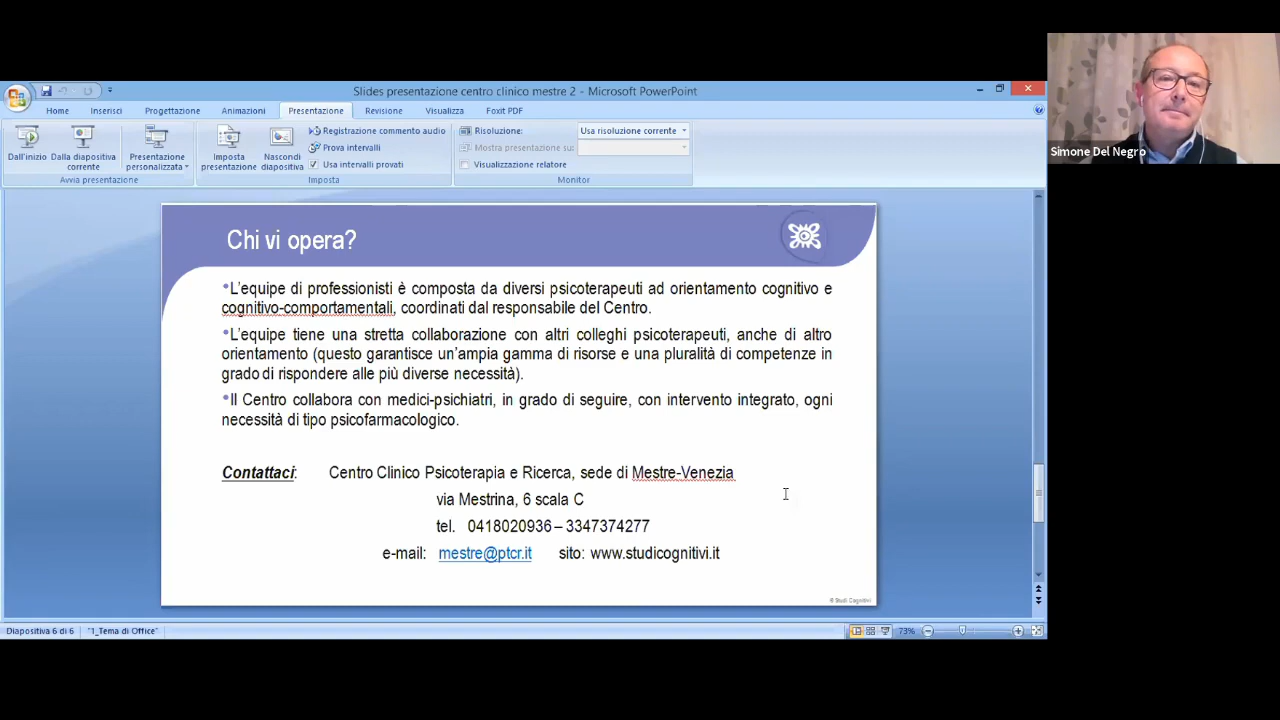 Slides presentazione centro clinico mestre 2 - Microsoft PowerPoint
Home Inserisci Progettazione Animazioni Presentazione Revisione Visualizza Foxit PDF
Dall'inizio
Dalla diapositiva corrente
Presentazione personalizzata
Avvia presentazione
Imposta presentazione
Nascondi diapositiva
Registrazione commento audio
Prova intervalli
Usa intervalli provati
Imposta
Risoluzione: Usa risoluzione corrente
Mostra presentazione su:
Visualizzazione relatore
Monitor
Simone Del Negro
Chi vi opera?
•L'equipe di professionisti è composta da diversi psicoterapeuti ad orientamento cognitivo e
cognitivo-comportamentali, coordinati dal responsabile del Centro.
•L'equipe tiene una stretta collaborazione con altri colleghi psicoterapeuti, anche di altro
orientamento (questo garantisce un'ampia gamma di risorse e una pluralità di competenze in
grado di rispondere alle più diverse necessità).
•Il Centro collabora con medici-psichiatri, in grado di seguire, con intervento integrato, ogni
necessità di tipo psicofarmacologico.
Contattaci: Centro Clinico Psicoterapia e Ricerca, sede di Mestre-Venezia
via Mestrina, 6 scala C
tel. 0418020936 – 3347374277
e-mail: mestre@ptcr.it sito: www.studicognitivi.it
© Studi Cognitivi
Diapositiva 6 di 6 "1_Tema di Office" 73%